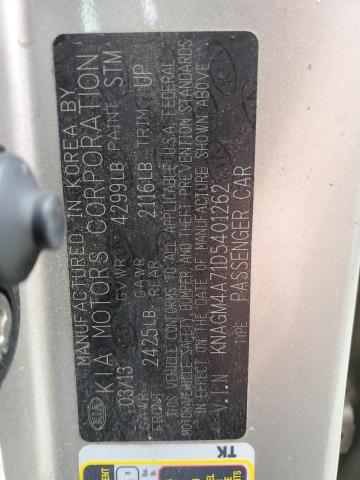 MANUFACTURED IN KOREA BY
KIA MOTORS CORPORATION
KIA
03/13 GVWR 4299LB PAINT STM
GAWR FRONT 2425LB GAWR REAR 2116LB TRIM UP
THIS VEHICLE CONFORMS TO ALL APPLICABLE U.S.A. FEDERAL
MOTOR VEHICLE SAFETY, BUMPER, AND THEFT PREVENTION STANDARDS
IN EFFECT ON THE DATE OF MANUFACTURE SHOWN ABOVE.
V.I.N KNAGM4A71D5401262
TYPE PASSENGER CAR
TK